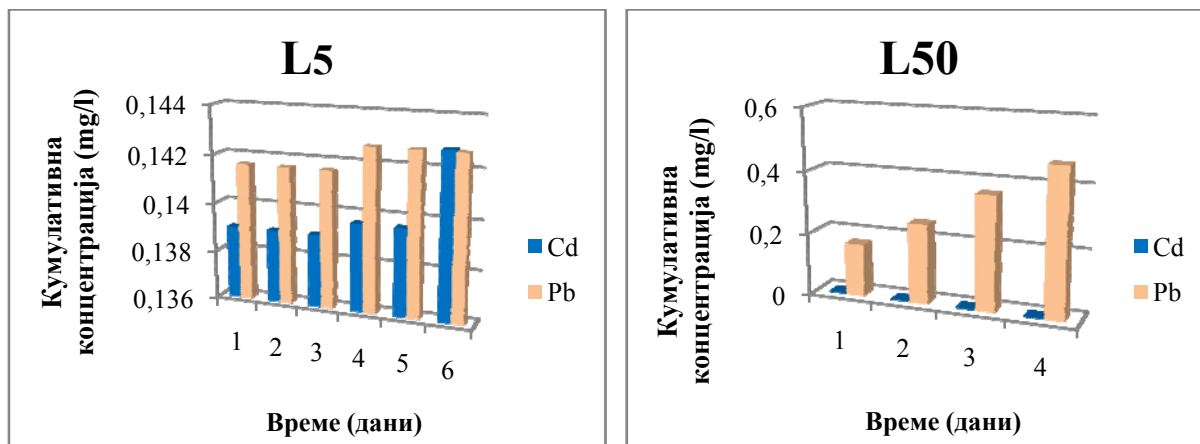 L5
Кумулативна
концентрација (mg/l)
0,144
0,142
0,14
0,138
0,136
1 2 3 4 5 6
Време (дани)
Cd
Pb
L50
Кумулативна
концентрација (mg/l)
0,6
0,4
0,2
0
1 2 3 4
Време (дани)
Cd
Pb